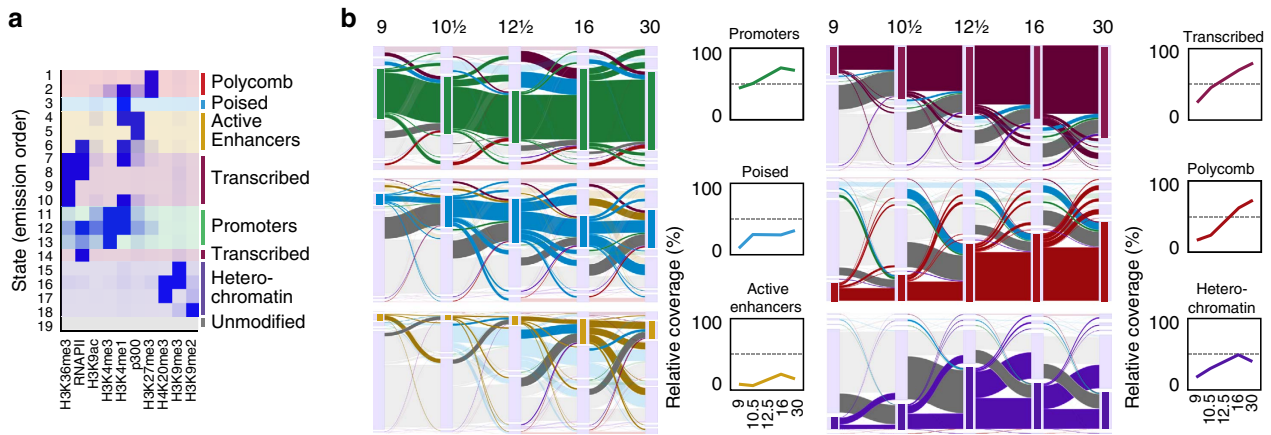 a
State (emission order)
1
2
3
4
5
6
7
8
9
10
11
12
13
14
15
16
17
18
19
Polycomb
Poised
Active
Enhancers
Transcribed
Promoters
Transcribed
Hetero-
chromatin
Unmodified
H3K36me3
RNAPII
H3K9ac
H3K4me3
H3K4me1
p300
H3K27me3
H4K20me3
H3K9me3
H3K9me2
b
9 10½ 12½ 16 30
Relative coverage (%)
Promoters
100
0
Poised
100
0
Active
enhancers
100
0
9
10.5
12.5
16
30
9 10½ 12½ 16 30
Relative coverage (%)
Transcribed
100
0
Polycomb
100
0
Hetero-
chromatin
100
0
9
10.5
12.5
16
30